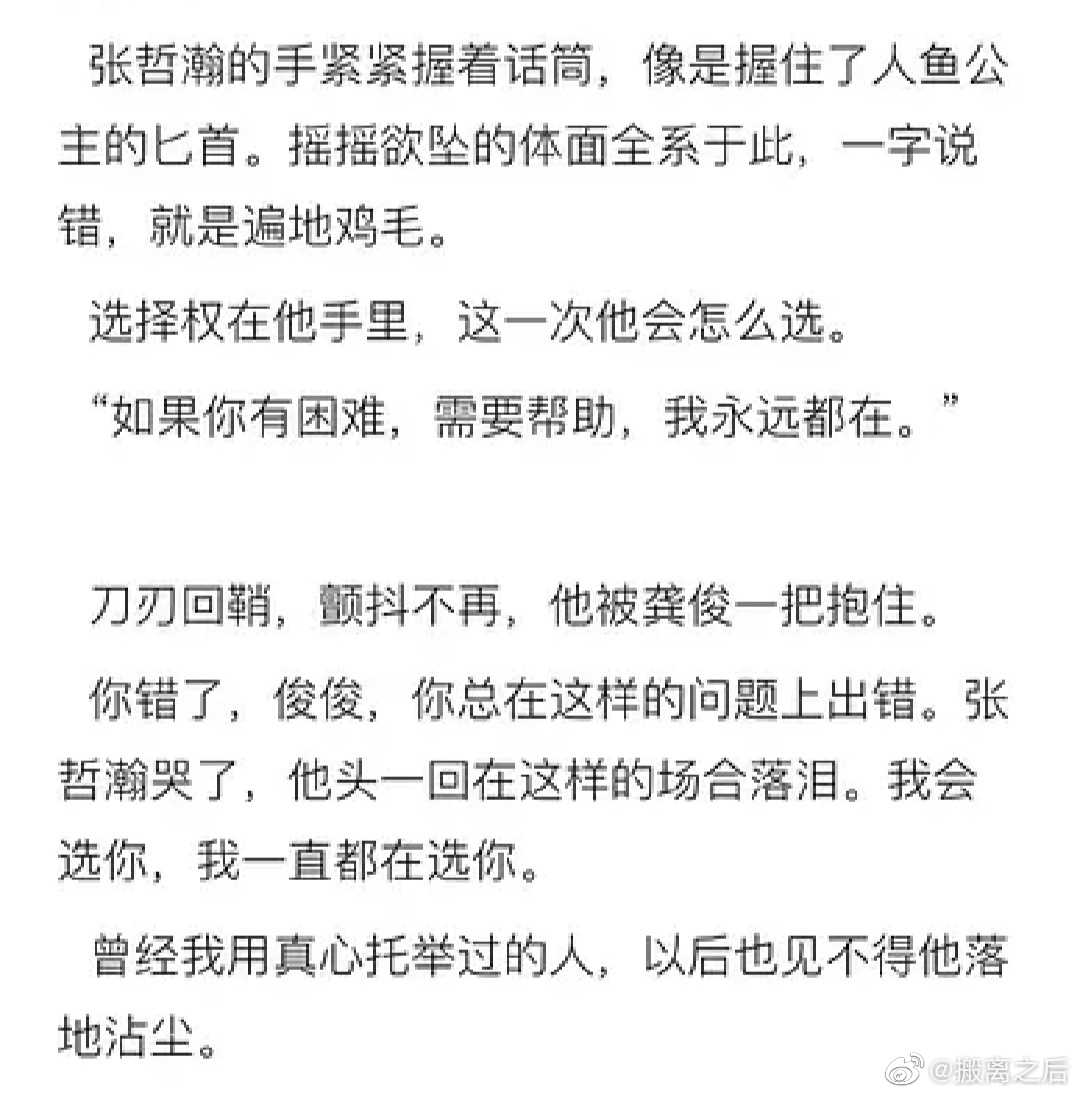 张哲瀚的手紧紧握着话筒，像是握住了人鱼公
主的匕首。摇摇欲坠的体面全系于此，一字说
错，就是遍地鸡毛。
选择权在他手里，这一次他会怎么选。
“如果你有困难，需要帮助，我永远都在。”
刀刃回鞘，颤抖不再，他被龚俊一把抱住。
你错了，俊俊，你总在这样的问题上出错。张
哲瀚哭了，他头一回在这样的场合落泪。我会
选你，我一直都在选你。
曾经我用真心托举过的人，以后也见不得他落
地沾尘。
@搬离之后